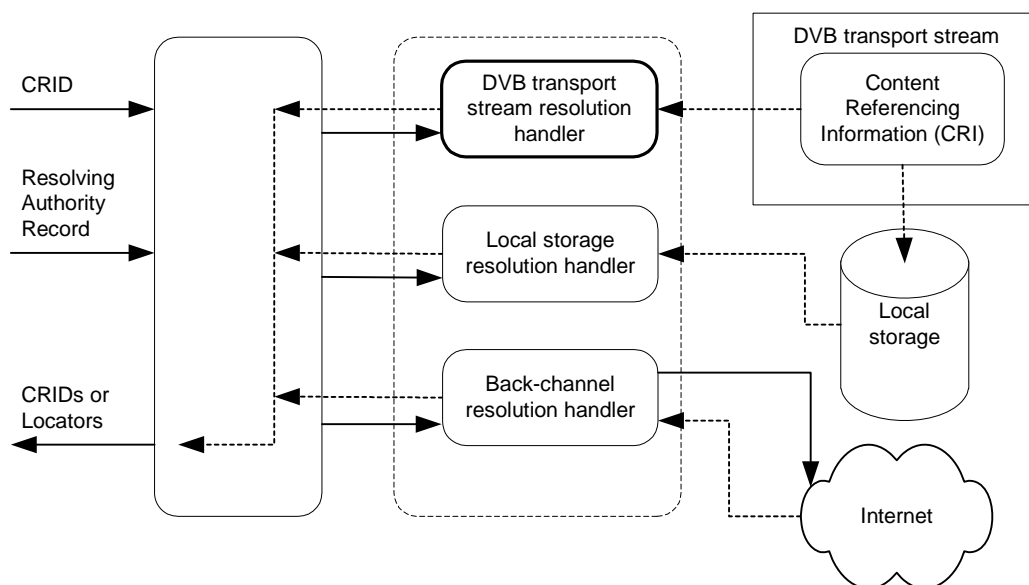 DVB transport stream
CRID
DVB transport
stream resolution
handler
Content
Referencing
Information (CRI)
Resolving
Authority
Record
Local storage
resolution handler
Local
storage
CRIDs or
Locators
Back-channel
resolution handler
Internet